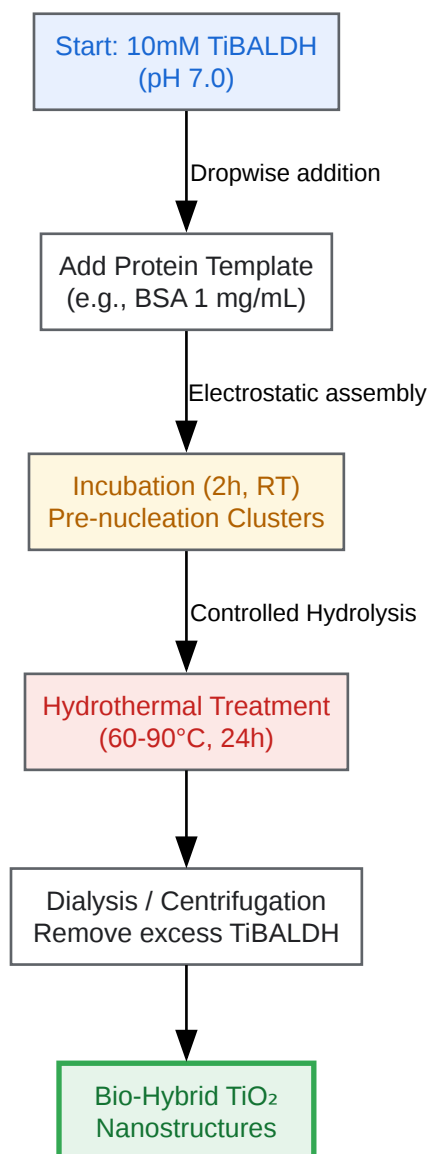 Start: 10mM TiBALDH
(pH 7.0)
Dropwise addition
Add Protein Template
(e.g., BSA 1 mg/mL)
Electrostatic assembly
Incubation (2h, RT)
Pre-nucleation Clusters
Controlled Hydrolysis
Hydrothermal Treatment
(60-90°C, 24h)
Dialysis / Centrifugation
Remove excess TiBALDH
Bio-Hybrid TiO₂
Nanostructures